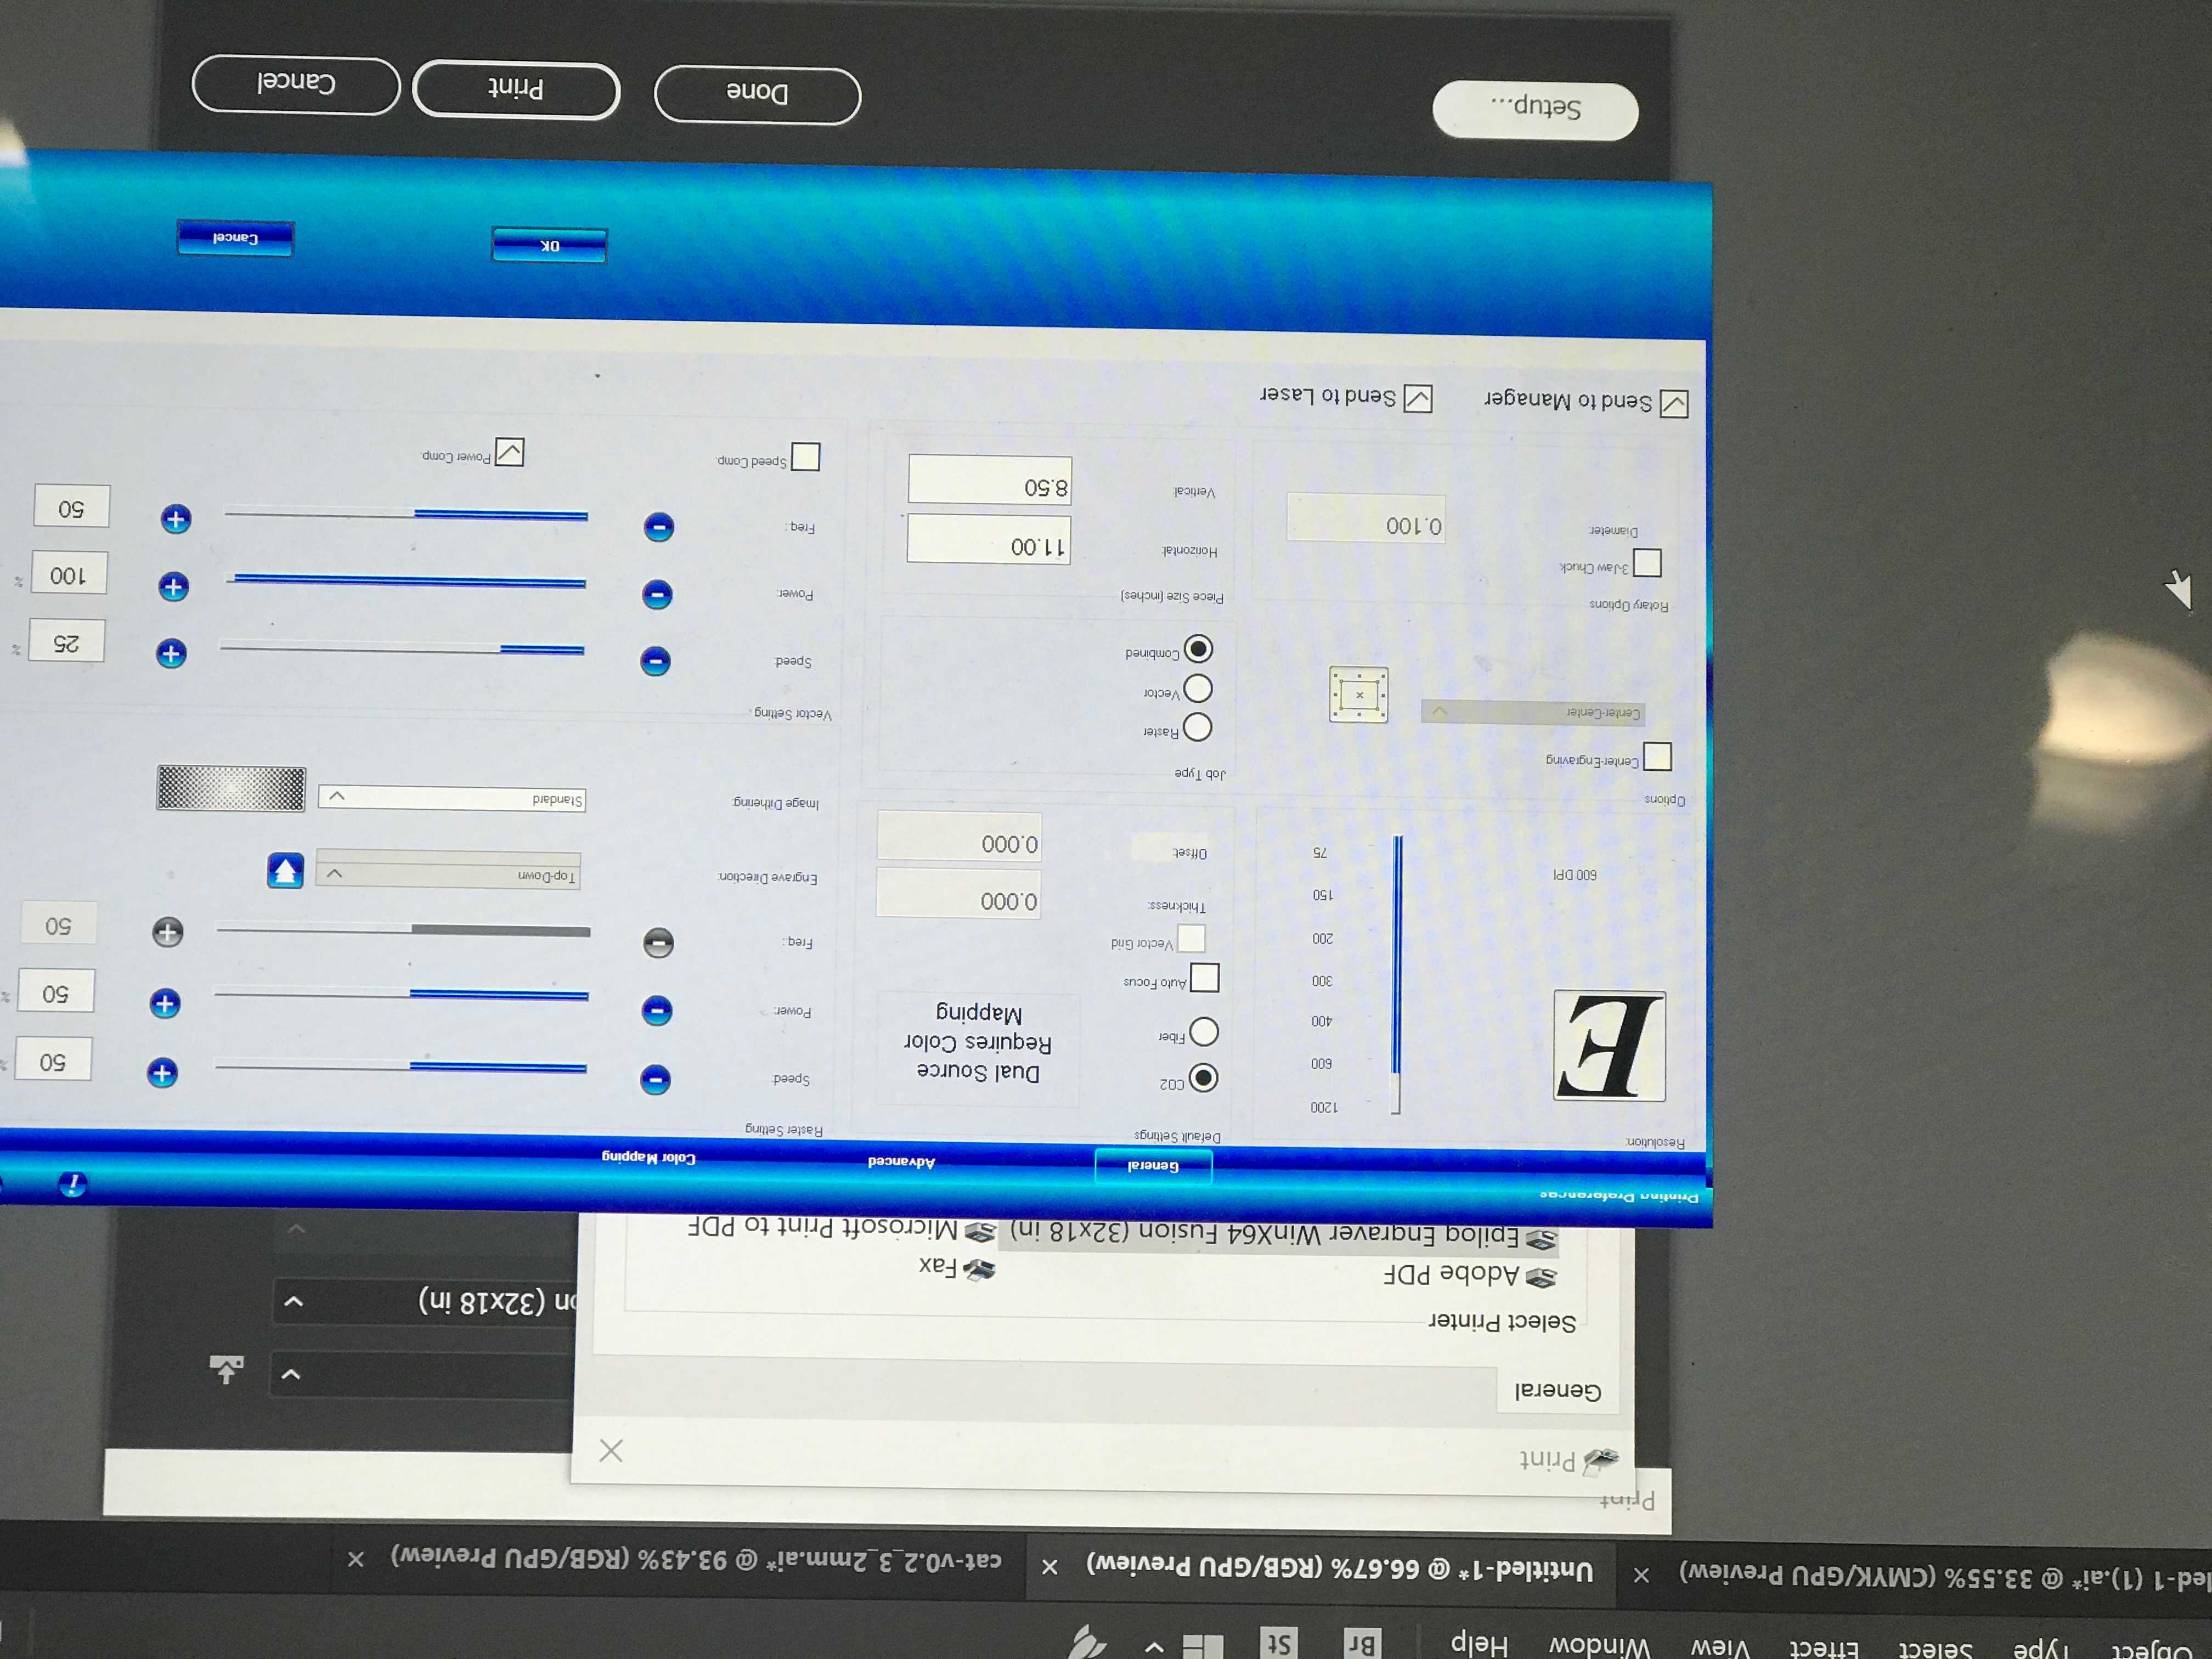 Object Type Select Effect View Window Help Br St
led-1 (1).ai* @ 33.55% (CMYK/GPU Preview) × Untitled-1* @ 66.67% (RGB/GPU Preview) × cat-v0.2_3_2mm.ai* @ 93.43% (RGB/GPU Preview) ×
Print
Print
General
Select Printer
Adobe PDF Fax
on (32x18 in)
Epilog Engraver WinX64 Fusion (32x18 in) Microsoft Print to PDF
Printing Preferences
General Advanced Color Mapping
Resolution:
E
1200
600
400
300
200
150
75
600 DPI
Default Settings
CO2
Fiber
Dual Source
Requires Color
Mapping
Auto Focus
Vector Grid
Thickness: 0.000
Offset: 0.000
Raster Setting
Speed: 50 %
Power: 50 %
Freq.: 50
Engrave Direction: Top-Down
Image Dithering: Standard
Options
Center-Engraving
Center-Center
Job Type
Raster
Vector
Combined
Vector Setting
Speed: 25 %
Power: 100 %
Freq.: 50
Speed Comp. Power Comp.
Rotary Options
3-Jaw Chuck
Diameter: 0.100
Piece Size (inches)
Horizontal: 11.00
Vertical: 8.50
Send to Manager Send to Laser
OK Cancel
Setup... Done Print Cancel